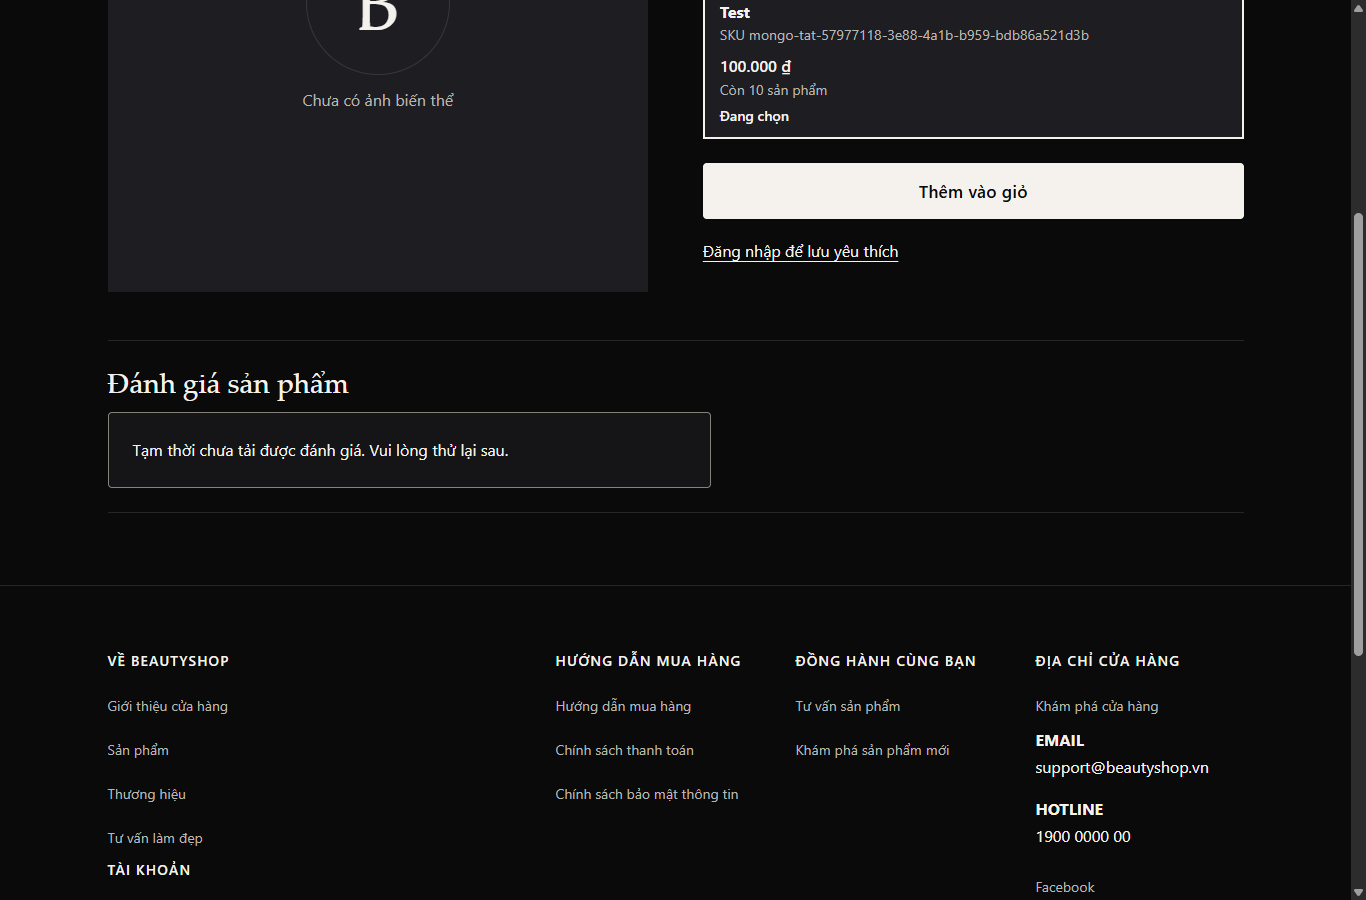 B
Chưa có ảnh biến thể
Test
SKU mongo-tat-57977118-3e88-4a1b-b959-bdb86a521d3b
100.000 ₫
Còn 10 sản phẩm
Đang chọn
Thêm vào giỏ
Đăng nhập để lưu yêu thích
Đánh giá sản phẩm
Tạm thời chưa tải được đánh giá. Vui lòng thử lại sau.
VỀ BEAUTYSHOP
Giới thiệu cửa hàng
Sản phẩm
Thương hiệu
Tư vấn làm đẹp
TÀI KHOẢN
HƯỚNG DẪN MUA HÀNG
Hướng dẫn mua hàng
Chính sách thanh toán
Chính sách bảo mật thông tin
ĐỒNG HÀNH CÙNG BẠN
Tư vấn sản phẩm
Khám phá sản phẩm mới
ĐỊA CHỈ CỬA HÀNG
Khám phá cửa hàng
EMAIL
support@beautyshop.vn
HOTLINE
1900 0000 00
Facebook